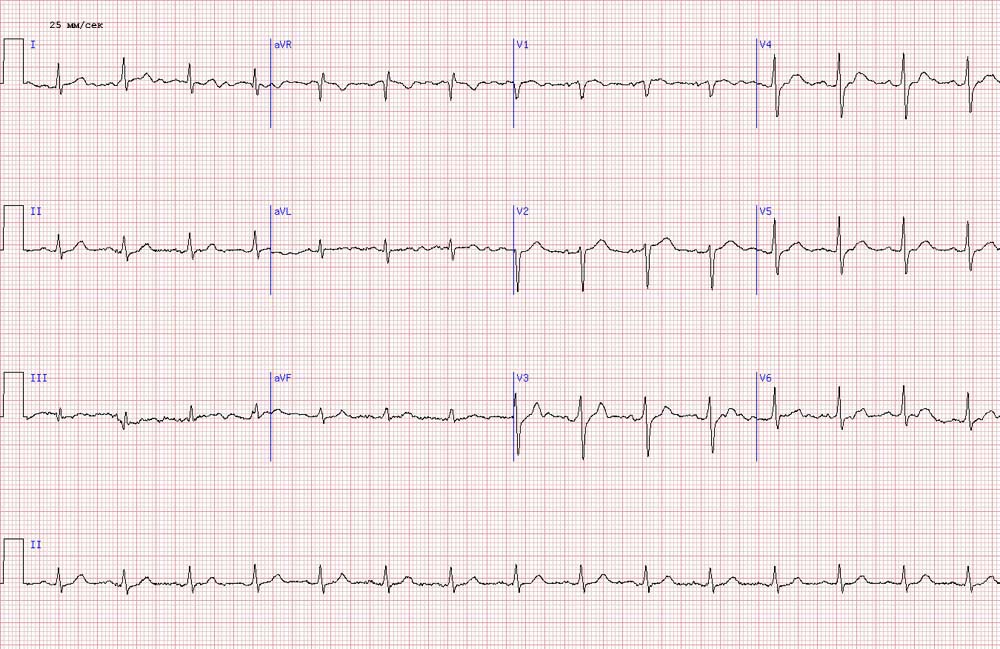 25 мм/сек
I aVR V1 V4
II aVL V2 V5
III aVF V3 V6
II